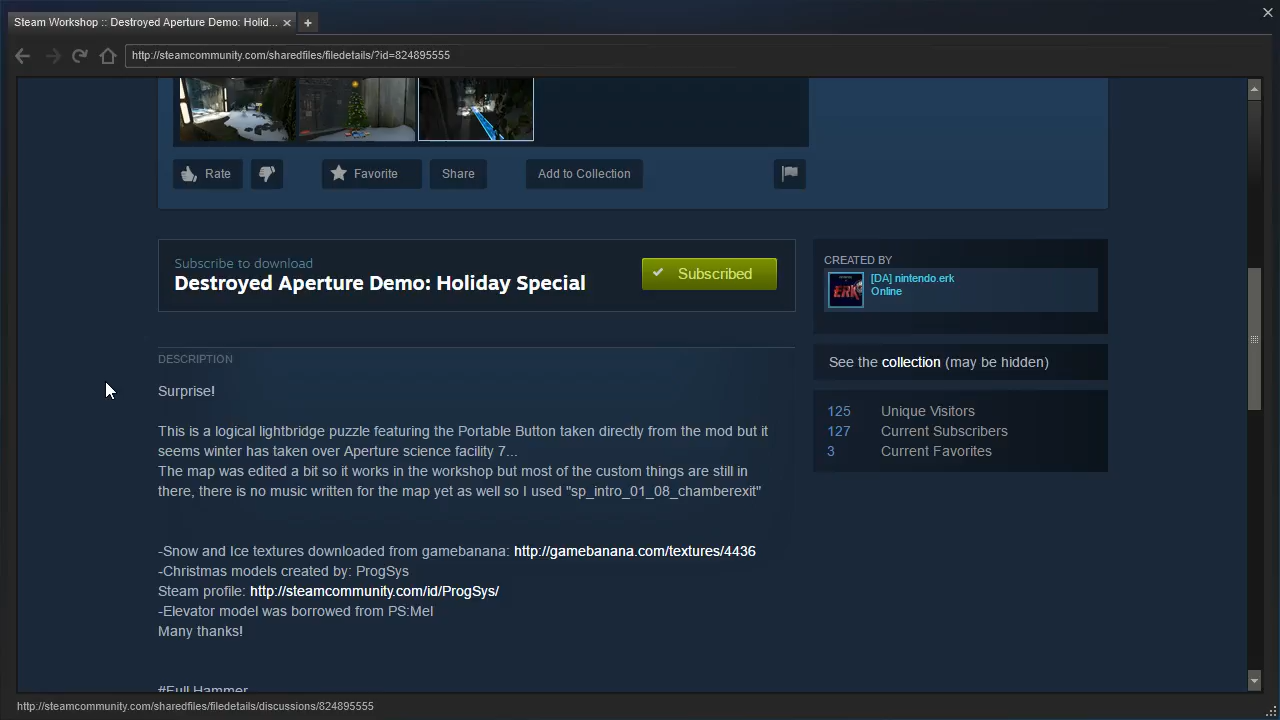 Steam Workshop :: Destroyed Aperture Demo: Holid...
http://steamcommunity.com/sharedfiles/filedetails/?id=824895555
Rate
Favorite
Share
Add to Collection
Subscribe to download
Destroyed Aperture Demo: Holiday Special
Subscribed
CREATED BY
ERK
[DA] nintendo.erk
Online
See the collection (may be hidden)
125 Unique Visitors
127 Current Subscribers
3 Current Favorites
DESCRIPTION
Surprise!
This is a logical lightbridge puzzle featuring the Portable Button taken directly from the mod but it
seems winter has taken over Aperture science facility 7...
The map was edited a bit so it works in the workshop but most of the custom things are still in
there, there is no music written for the map yet as well so I used "sp_intro_01_08_chamberexit"
-Snow and Ice textures downloaded from gamebanana: http://gamebanana.com/textures/4436
-Christmas models created by: ProgSys
Steam profile: http://steamcommunity.com/id/ProgSys/
-Elevator model was borrowed from PS:Mel
Many thanks!
#Full Hammer
http://steamcommunity.com/sharedfiles/filedetails/discussions/824895555